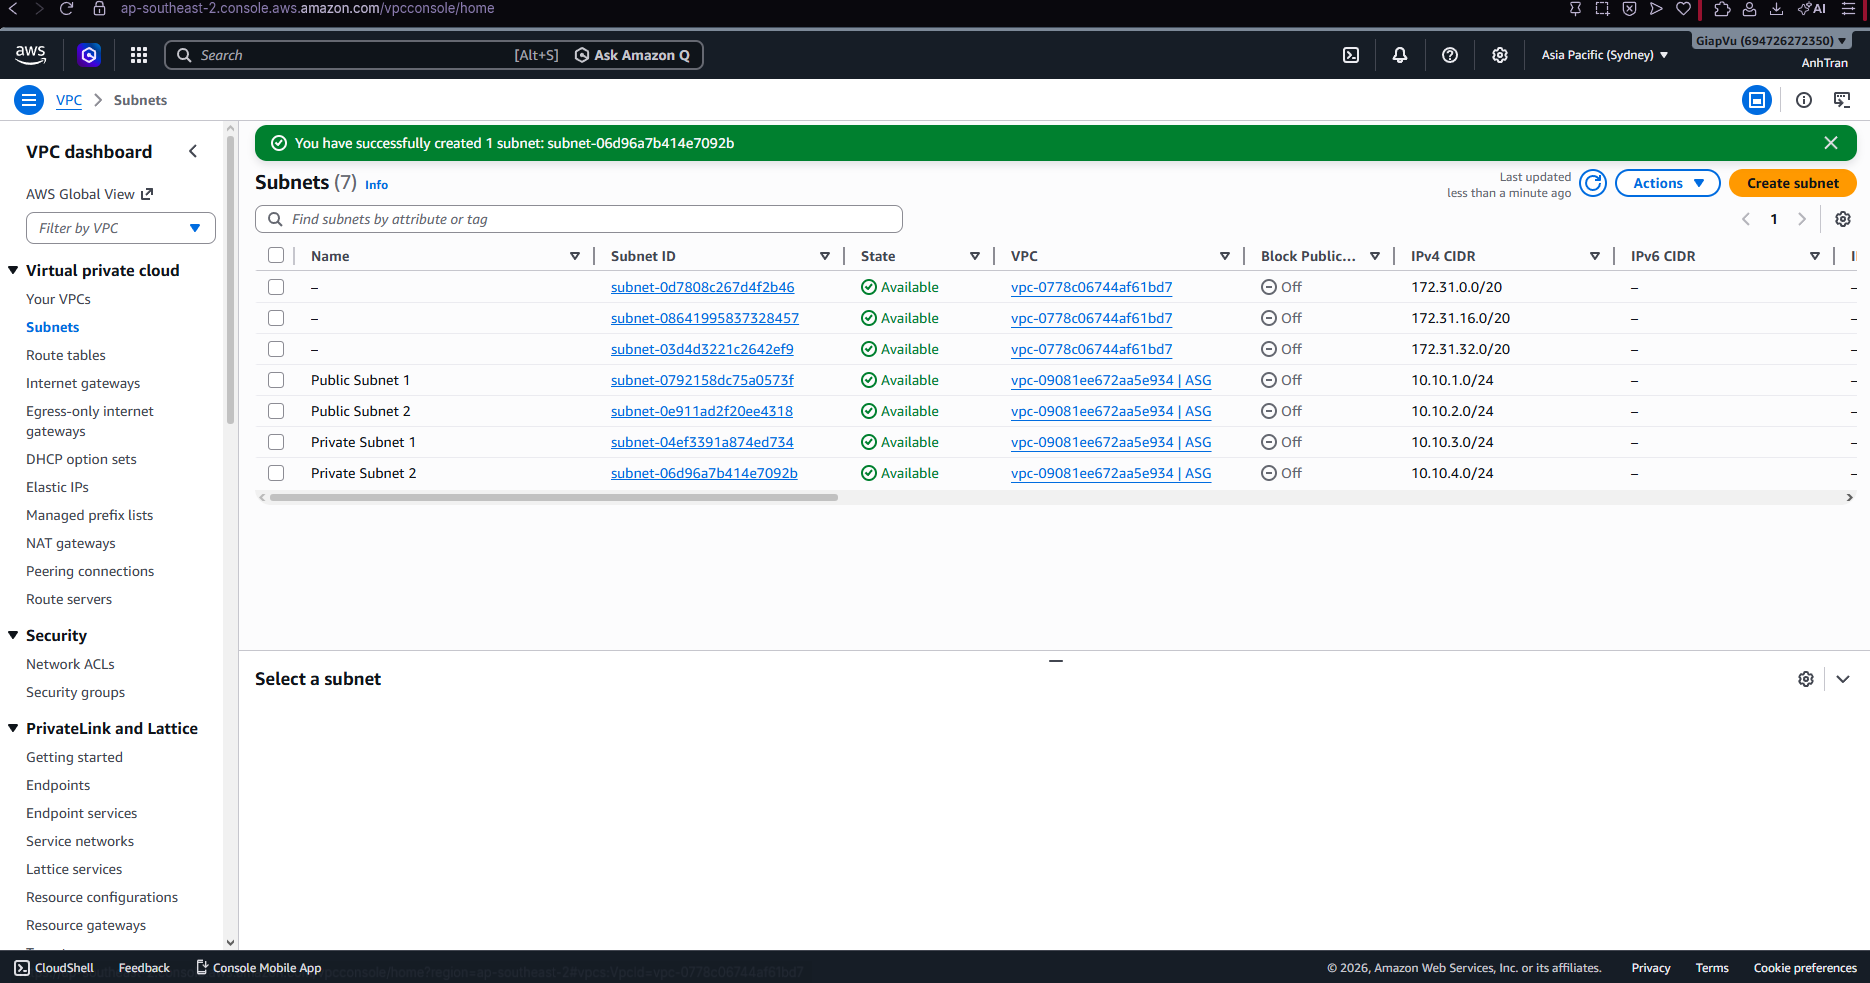 ap-southeast-2.console.aws.amazon.com/vpcconsole/home
AI
aws
Search [Alt+S] Ask Amazon Q
Asia Pacific (Sydney)
GiapVu (694726272350)
AnhTran
VPC Subnets
VPC dashboard
AWS Global View
Filter by VPC
Virtual private cloud
Your VPCs
Subnets
Route tables
Internet gateways
Egress-only internet
gateways
DHCP option sets
Elastic IPs
Managed prefix lists
NAT gateways
Peering connections
Route servers
Security
Network ACLs
Security groups
PrivateLink and Lattice
Getting started
Endpoints
Endpoint services
Service networks
Lattice services
Resource configurations
Resource gateways
You have successfully created 1 subnet: subnet-06d96a7b414e7092b
Subnets (7) Info
Last updated
less than a minute ago
Actions
Create subnet
Find subnets by attribute or tag
1
Name Subnet ID State VPC Block Public... IPv4 CIDR IPv6 CIDR
– subnet-0d7808c267d4f2b46 Available vpc-0778c06744af61bd7 Off 172.31.0.0/20 – –
– subnet-08641995837328457 Available vpc-0778c06744af61bd7 Off 172.31.16.0/20 – –
– subnet-03d4d3221c2642ef9 Available vpc-0778c06744af61bd7 Off 172.31.32.0/20 – –
Public Subnet 1 subnet-0792158dc75a0573f Available vpc-09081ee672aa5e934 | ASG Off 10.10.1.0/24 – –
Public Subnet 2 subnet-0e911ad2f20ee4318 Available vpc-09081ee672aa5e934 | ASG Off 10.10.2.0/24 – –
Private Subnet 1 subnet-04ef3391a874ed734 Available vpc-09081ee672aa5e934 | ASG Off 10.10.3.0/24 – –
Private Subnet 2 subnet-06d96a7b414e7092b Available vpc-09081ee672aa5e934 | ASG Off 10.10.4.0/24 – –
Select a subnet
CloudShell Feedback Console Mobile App
© 2026, Amazon Web Services, Inc. or its affiliates. Privacy Terms Cookie preferences